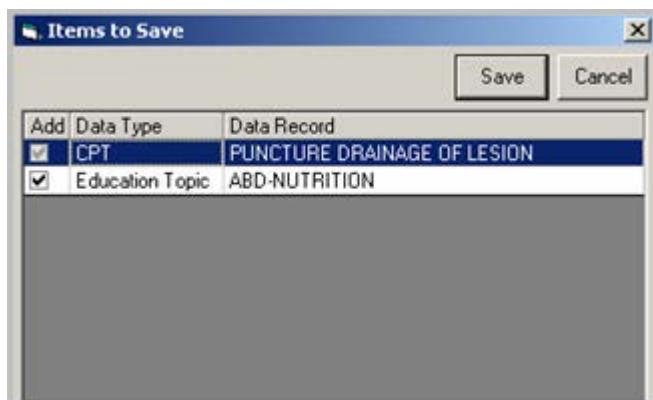 Items to Save
Save Cancel
Add Data Type Data Record
CPT PUNCTURE DRAINAGE OF LESION
Education Topic ABD-NUTRITION